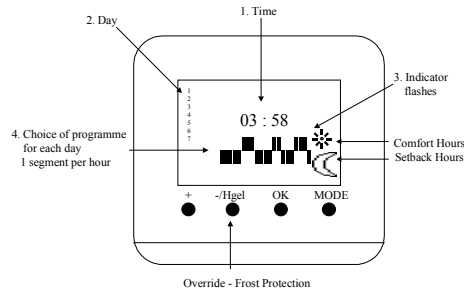 1. Time
2. Day
3. Indicator
flashes
1
2
3
4
5
6
7
03 : 58
4. Choice of programme
for each day
1 segment per hour
Comfort Hours
Setback Hours
+
-/Hgel
OK
MODE
Override - Frost Protection